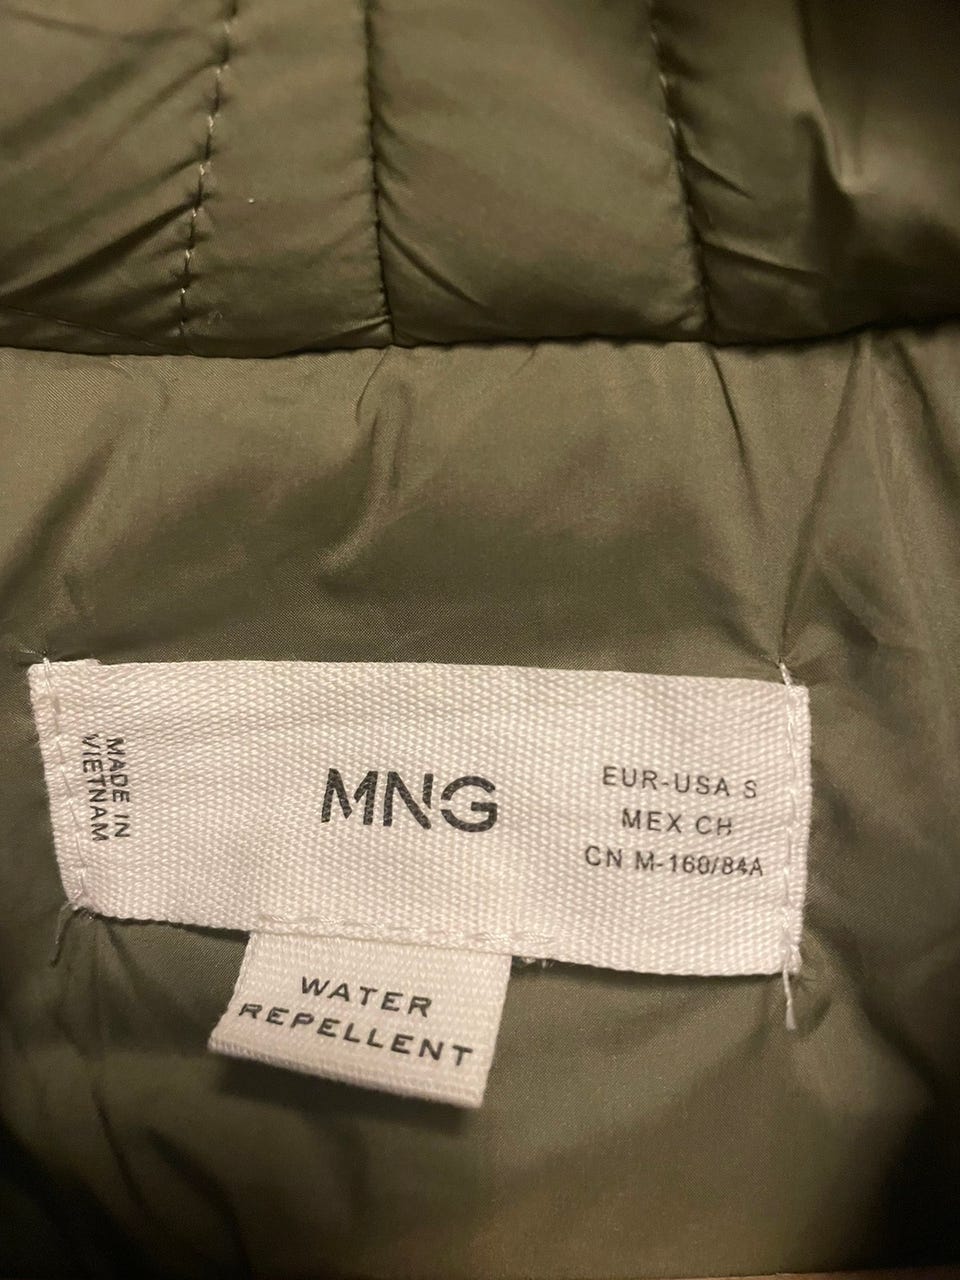 MADE IN
VIETNAM
MNG
EUR-USA S
MEX CH
CN M-160/84A
WATER
REPELLENT